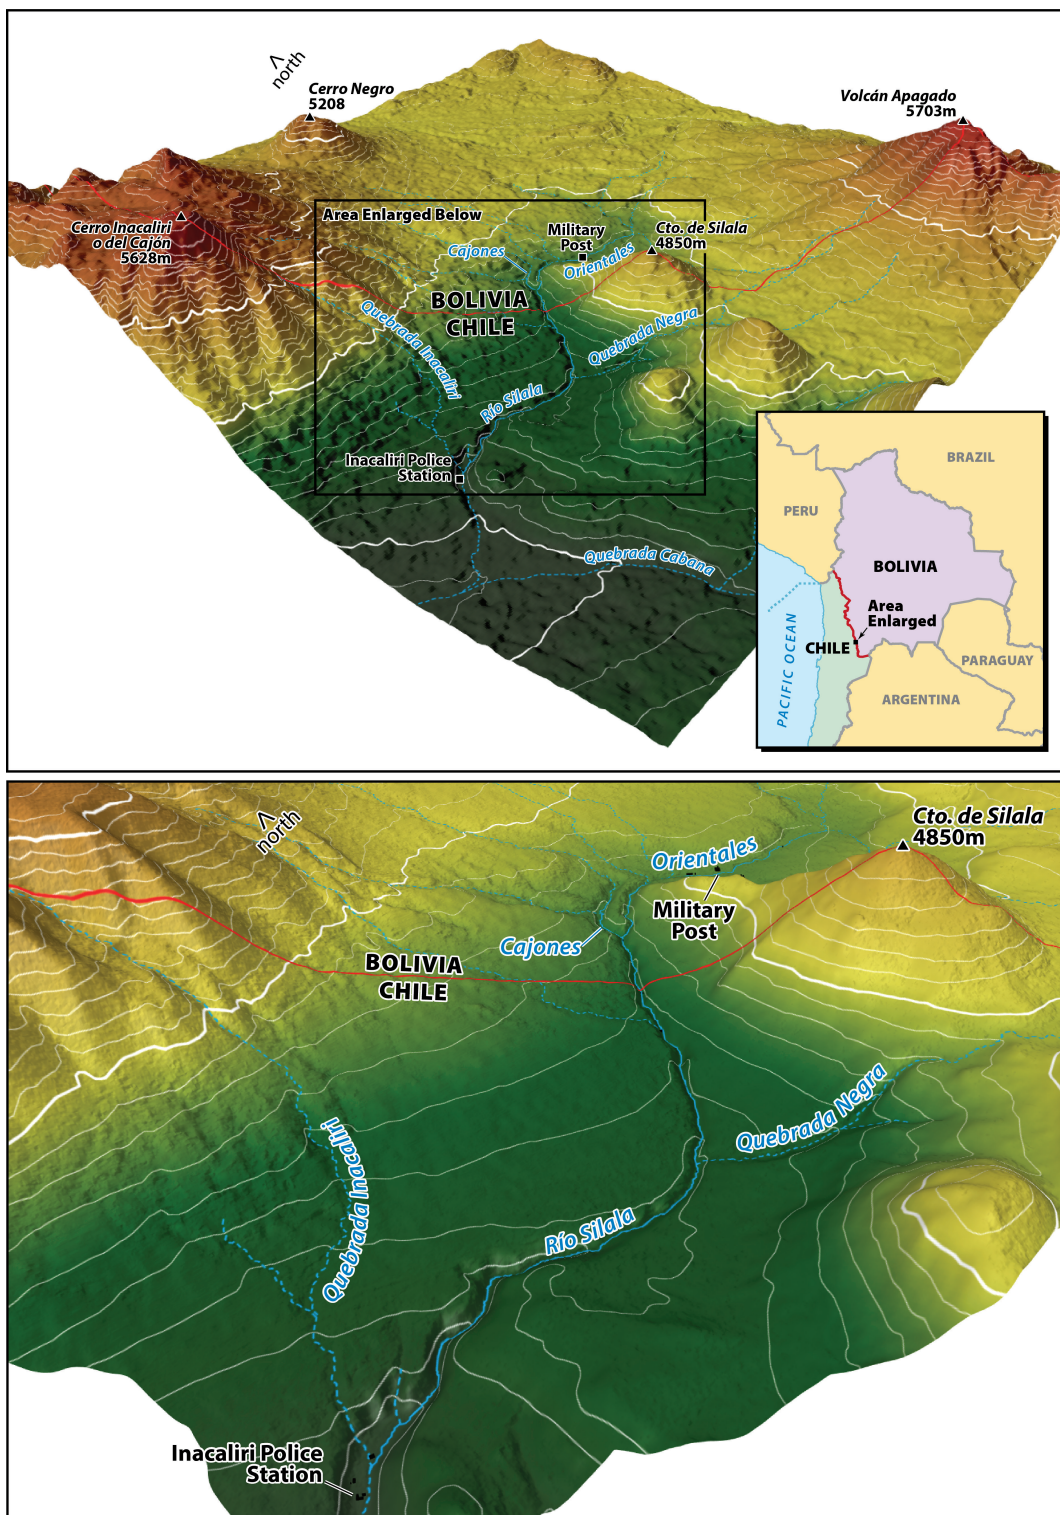 north
Cerro Negro
5208
Volcán Apagado
5703m
Area Enlarged Below
Cerro Inacaliri
o del Cajón
5628m
Military
Post
Cto. de Silala
4850m
Cajones
Orientales
BOLIVIA
CHILE
Quebrada Inacaliri
Quebrada Negra
Río Silala
Inacaliri Police
Station
Quebrada Cabana
BRAZIL
PERU
BOLIVIA
Area
Enlarged
CHILE
PACIFIC OCEAN
PARAGUAY
ARGENTINA
north
Cto. de Silala
4850m
Orientales
Military
Post
Cajones
BOLIVIA
CHILE
Quebrada Negra
Quebrada Inacaliri
Río Silala
Inacaliri Police
Station